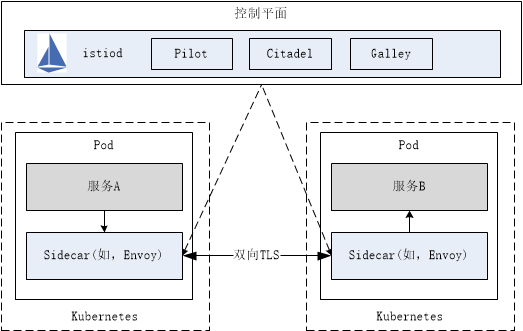 控制平面
istiod
Pilot
Citadel
Galley
Pod
服务A
Sidecar(如, Envoy)
Kubernetes
双向TLS
Pod
服务B
Sidecar(如, Envoy)
Kubernetes